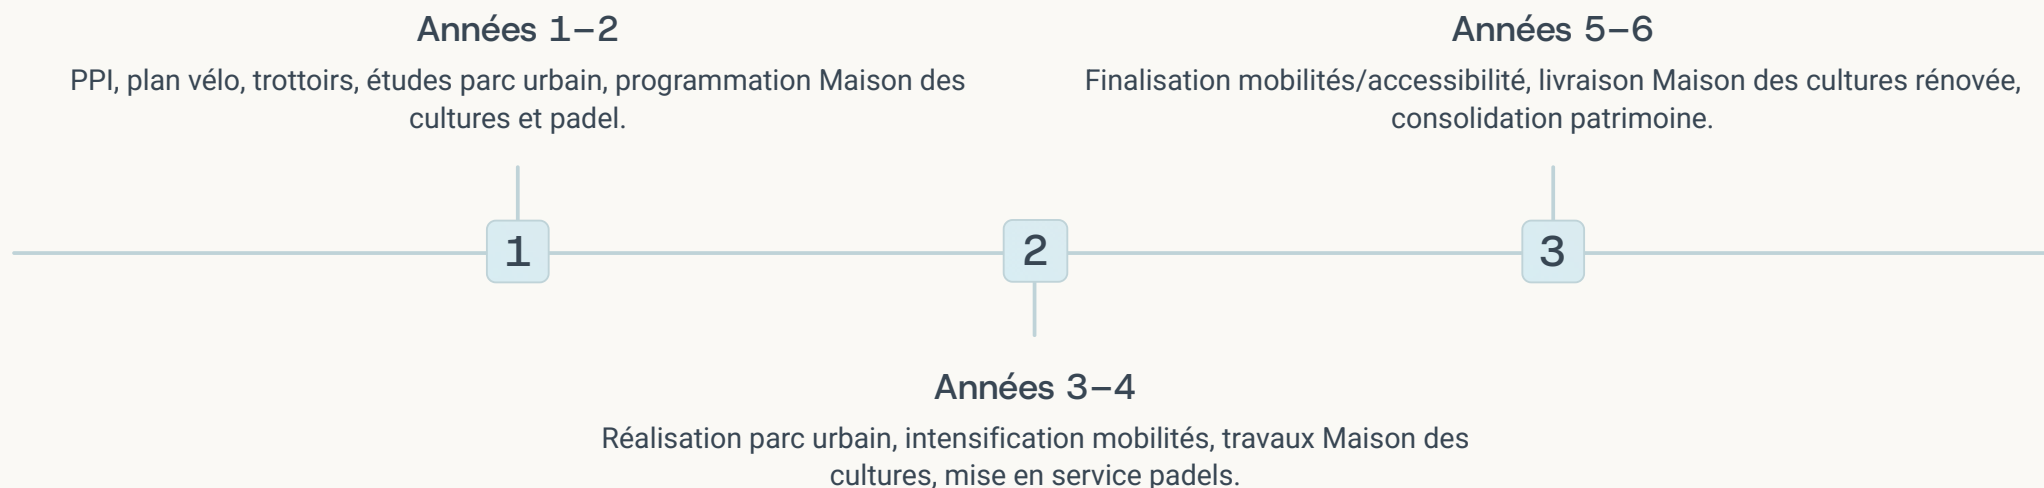 Années 1–2
PPI, plan vélo, trottoirs, études parc urbain, programmation Maison des
cultures et padel.
Années 5–6
Finalisation mobilités/accessibilité, livraison Maison des cultures rénovée,
consolidation patrimoine.
1
2
3
Années 3–4
Réalisation parc urbain, intensification mobilités, travaux Maison des
cultures, mise en service padels.